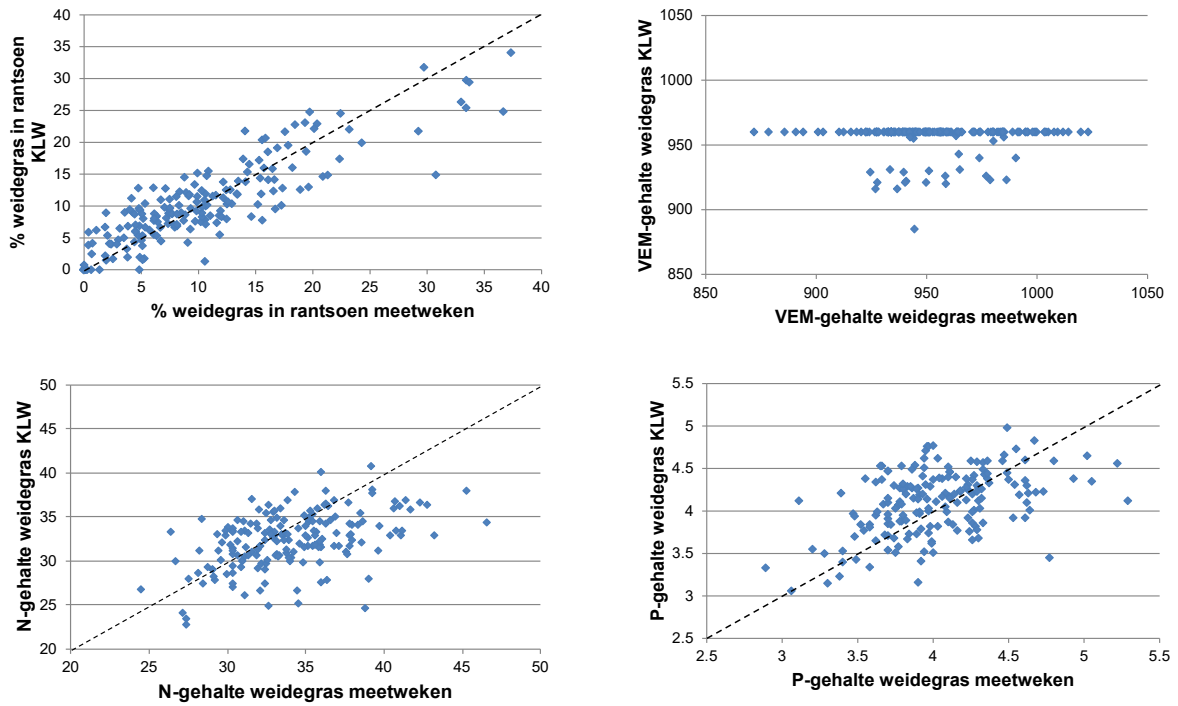 % weidegras in rantsoen
KLW
40
35
30
25
20
15
10
5
0
0 5 10 15 20 25 30 35 40
% weidegras in rantsoen meetweken
VEM-gehalte weidegras KLW
1050
1000
950
900
850
850 900 950 1000 1050
VEM-gehalte weidegras meetweken
N-gehalte weidegras KLW
50
45
40
35
30
25
20
20 25 30 35 40 45 50
N-gehalte weidegras meetweken
P-gehalte weidegras KLW
5.5
5
4.5
4
3.5
3
2.5
2.5 3 3.5 4 4.5 5 5.5
P-gehalte weidegras meetweken